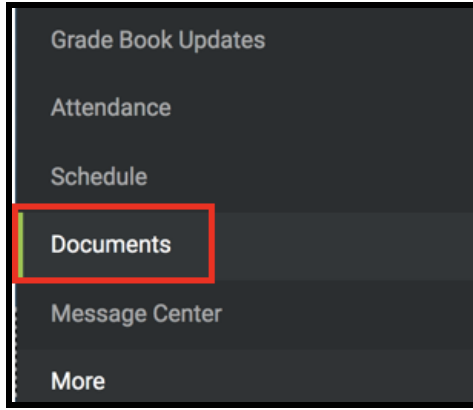 Grade Book Updates
Attendance
Schedule
Documents
Message Center
More